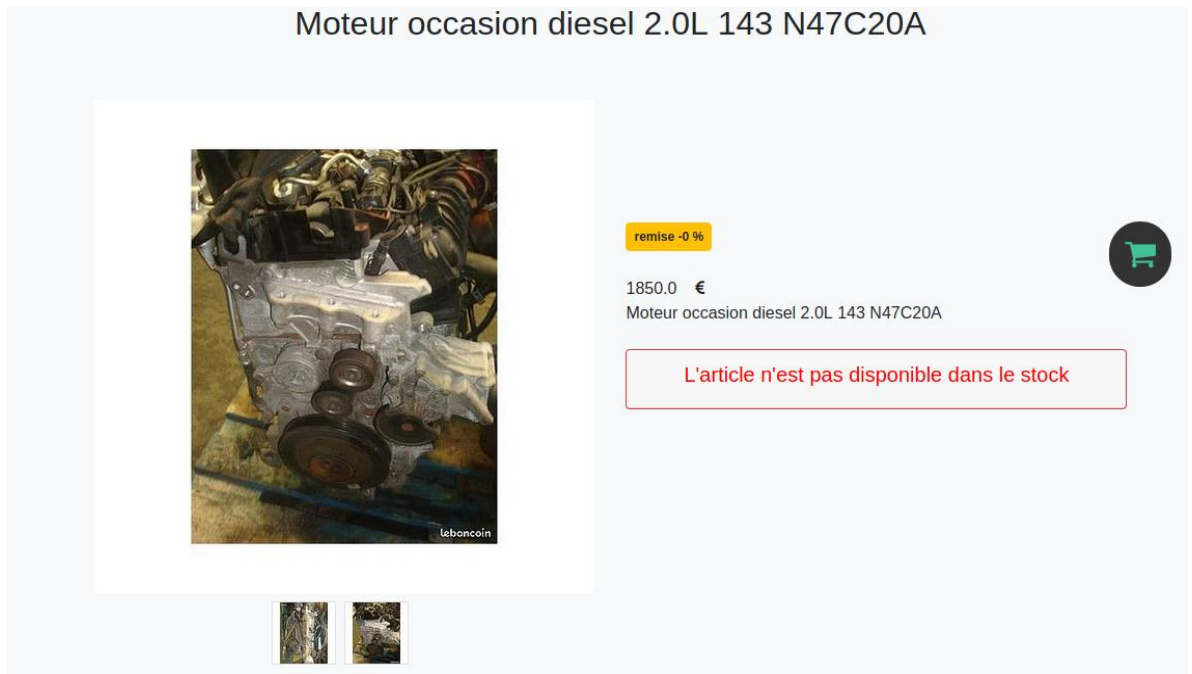 Moteur occasion diesel 2.0L 143 N47C20A
leboncoin
remise -0 %
1850.0 €
Moteur occasion diesel 2.0L 143 N47C20A
L'article n'est pas disponible dans le stock